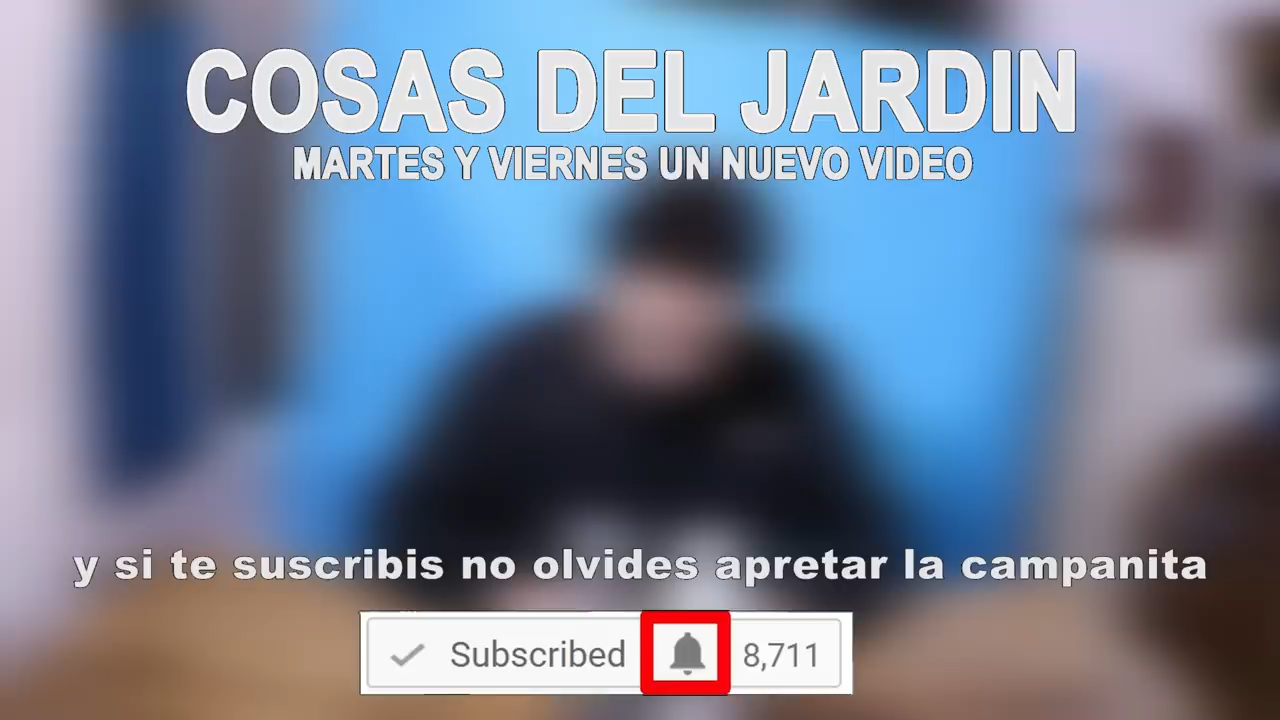 COSAS DEL JARDIN
MARTES Y VIERNES UN NUEVO VIDEO
y si te suscribis no olvides apretar la campanita
Subscribed 8,711